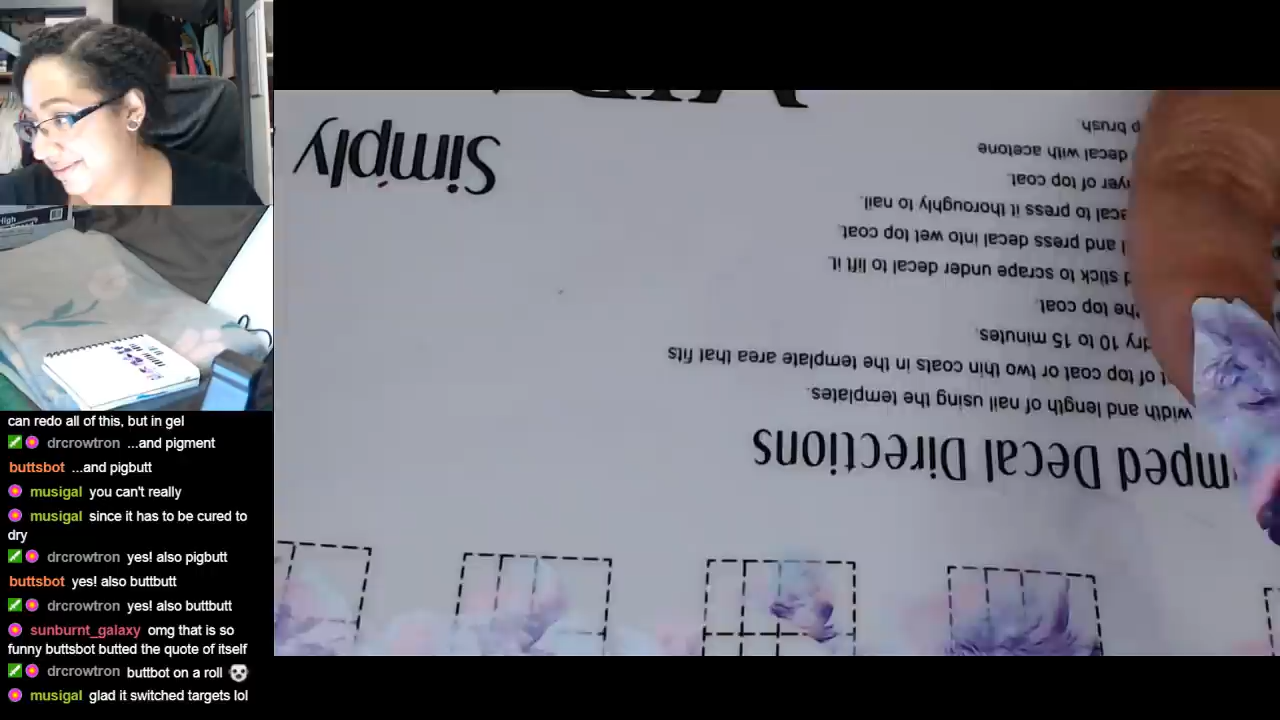 High
can redo all of this, but in gel
drcrowtron ...and pigment
buttsbot ...and pigbutt
musigal you can't really
musigal since it has to be cured to
dry
drcrowtron yes! also pigbutt
buttsbot yes! also buttbutt
drcrowtron yes! also buttbutt
sunburnt_galaxy omg that is so
funny buttsbot butted the quote of itself
drcrowtron buttbot on a roll
musigal glad it switched targets lol
mped Decal Directions
width and length of nail using the templates.
of top coat or two thin coats in the template area that fits
dry 10 to 15 minutes.
the top coat.
stick to scrape under decal to lift it.
and press decal into wet top coat.
to press it thoroughly to nail.
of top coat.
decal with acetone
brush.
Simply